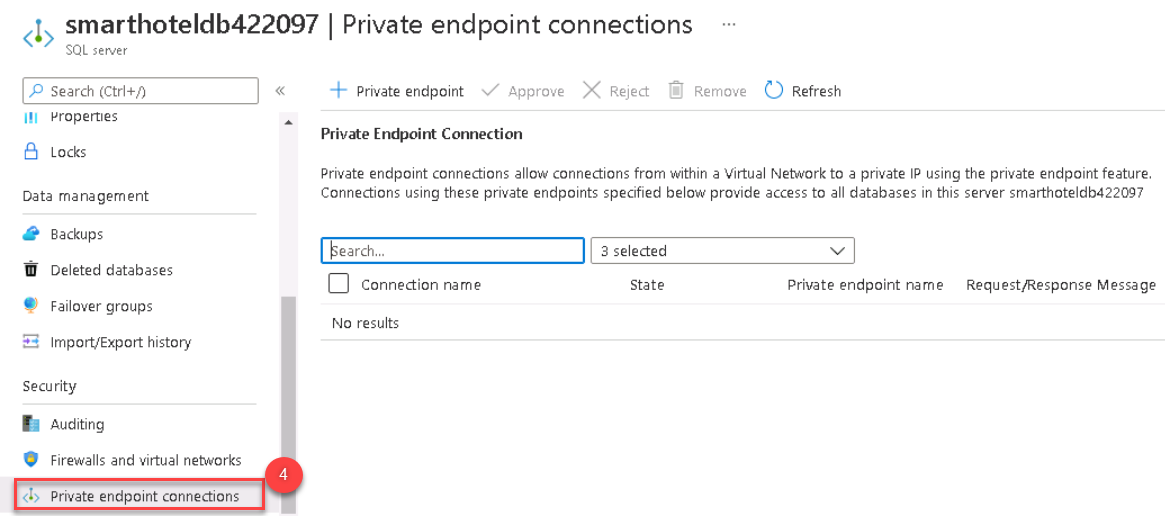 smarthoteldb422097 | Private endpoint connections ...
SQL server
Search (Ctrl+/) «
Properties
Locks
Data management
Backups
Deleted databases
Failover groups
Import/Export history
Security
Auditing
Firewalls and virtual networks
Private endpoint connections
4
+ Private endpoint Approve Reject Remove Refresh
Private Endpoint Connection
Private endpoint connections allow connections from within a Virtual Network to a private IP using the private endpoint feature.
Connections using these private endpoints specified below provide access to all databases in this server smarthoteldb422097
Search... 3 selected
Connection name State Private endpoint name Request/Response Message
No results